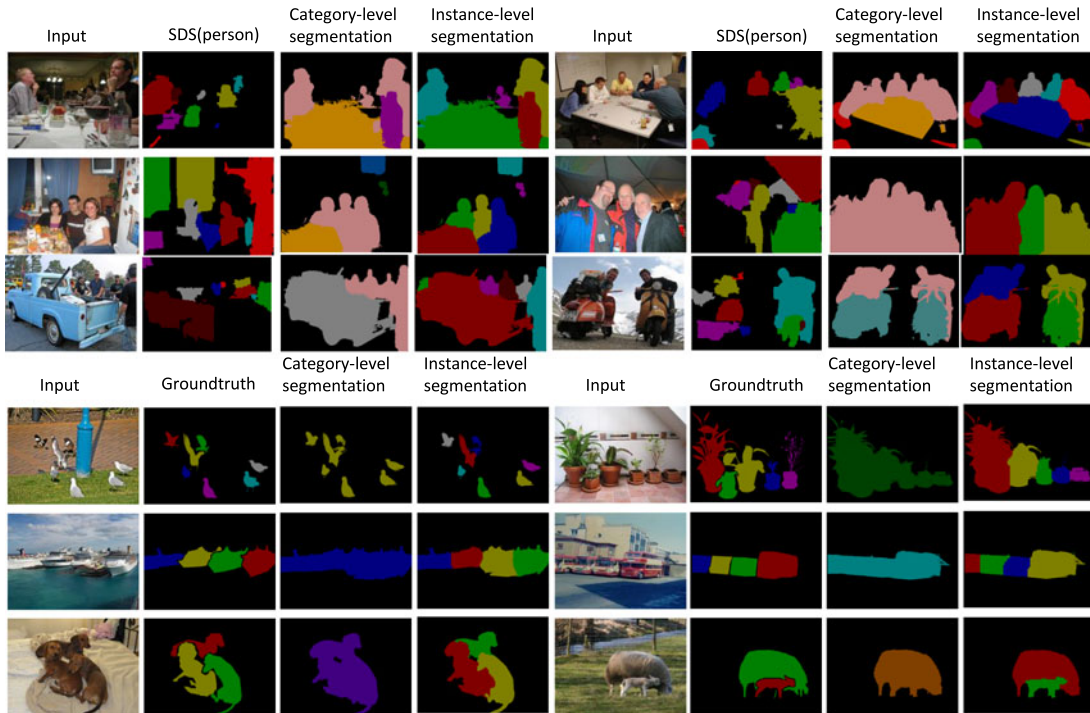 Input
SDS(person)
Category-level
segmentation
Instance-level
segmentation
Input
SDS(person)
Category-level
segmentation
Instance-level
segmentation
Input
Groundtruth
Category-level
segmentation
Instance-level
segmentation
Input
Groundtruth
Category-level
segmentation
Instance-level
segmentation